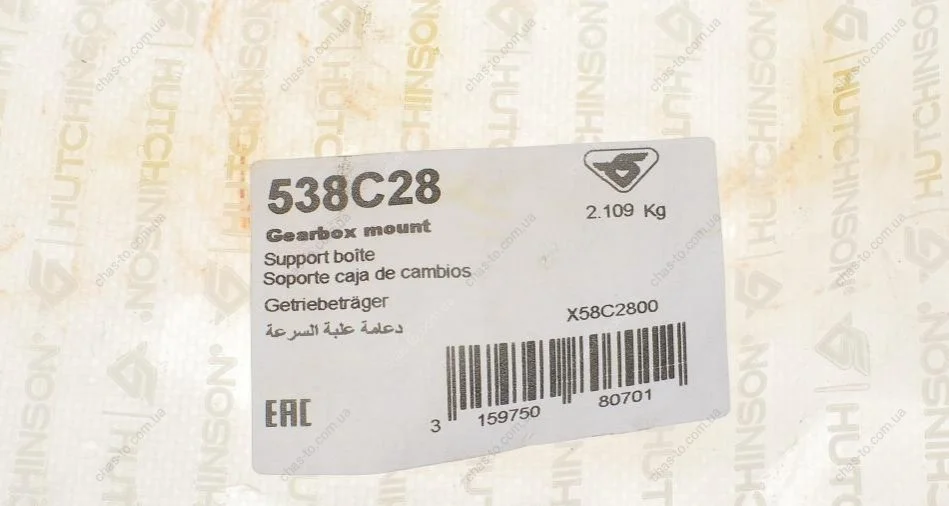 538C28
2.109 Kg
Gearbox mount
Support boîte
Soporte caja de cambios
Getriebeträger
دعامة علبة السرعة
X58C2800
EAC
3 159750 80701
HUTCHINSON®
chas-to.com.ua